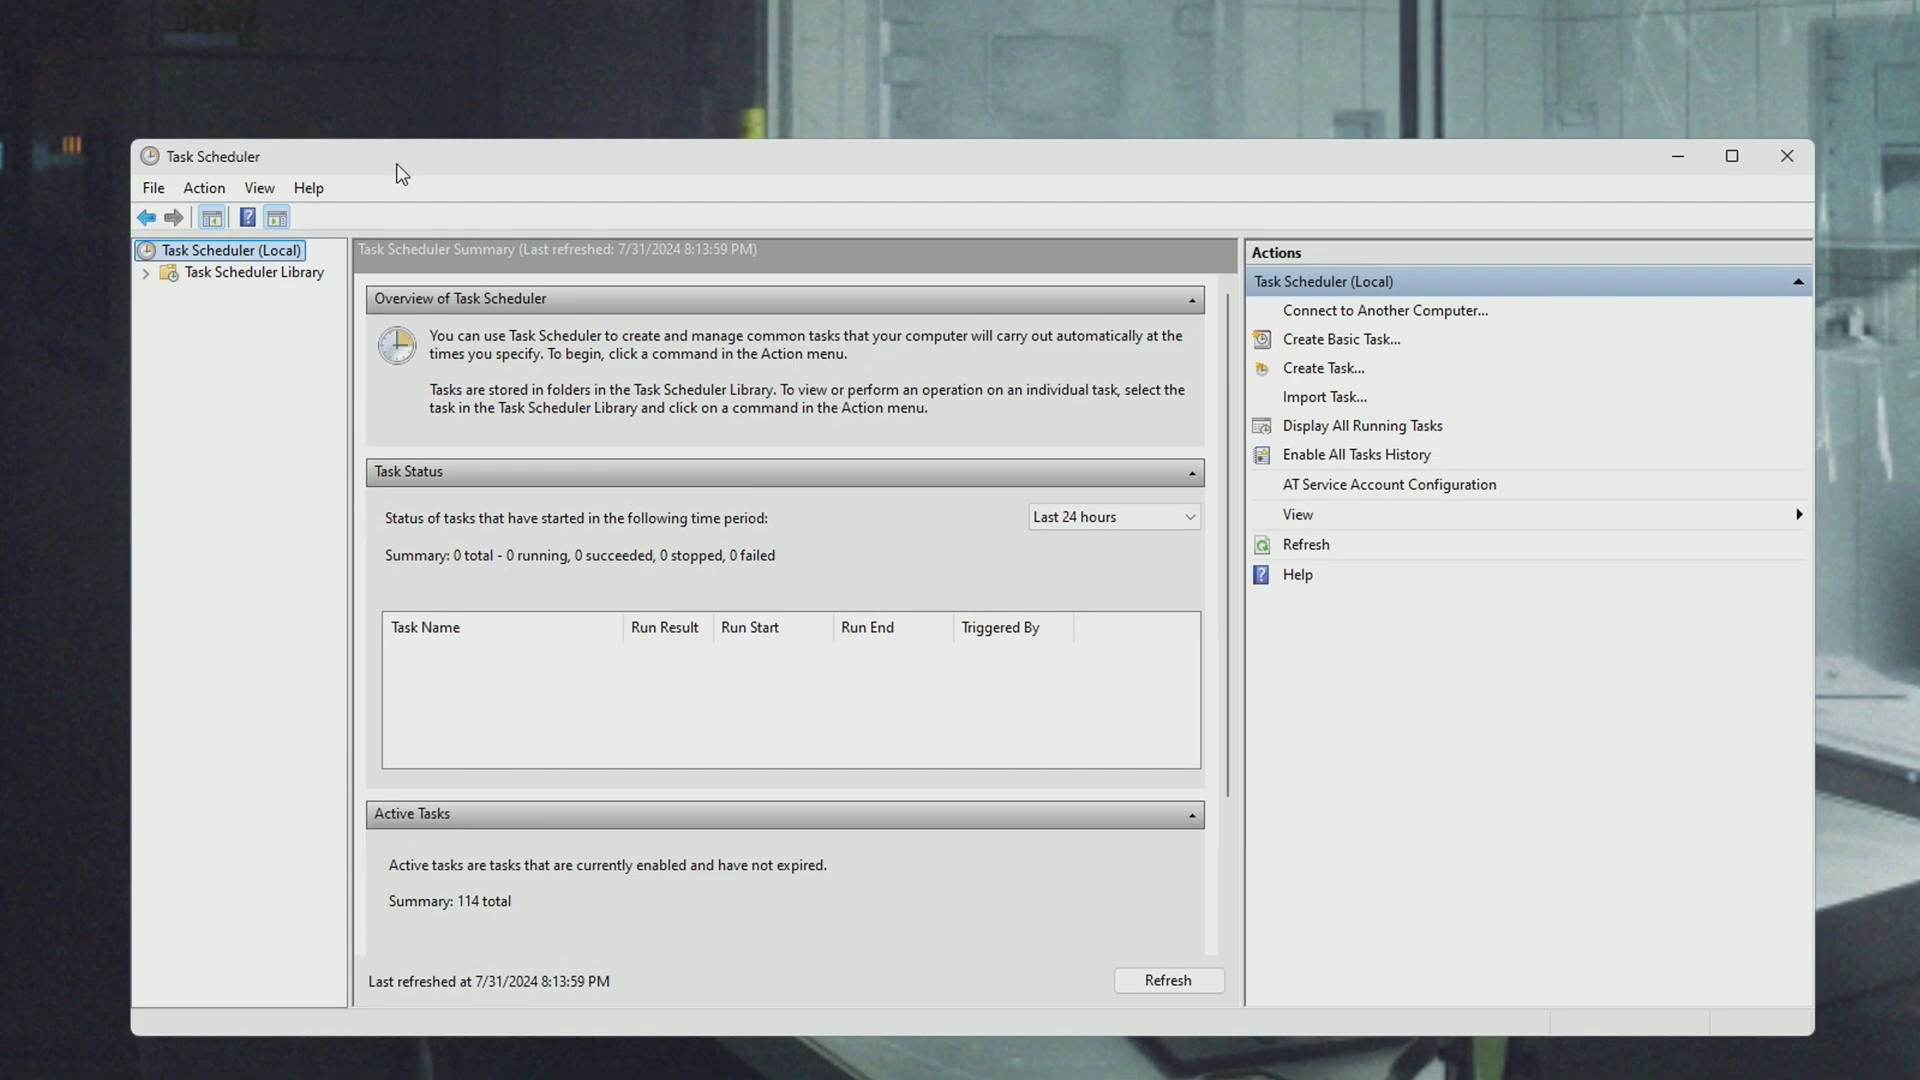 Task Scheduler
File Action View Help
Task Scheduler (Local)
Task Scheduler Library
Task Scheduler Summary (Last refreshed: 7/31/2024 8:13:59 PM)
Overview of Task Scheduler
You can use Task Scheduler to create and manage common tasks that your computer will carry out automatically at the
times you specify. To begin, click a command in the Action menu.
Tasks are stored in folders in the Task Scheduler Library. To view or perform an operation on an individual task, select the
task in the Task Scheduler Library and click on a command in the Action menu.
Task Status
Status of tasks that have started in the following time period:
Last 24 hours
Summary: 0 total - 0 running, 0 succeeded, 0 stopped, 0 failed
Task Name Run Result Run Start Run End Triggered By
Active Tasks
Active tasks are tasks that are currently enabled and have not expired.
Summary: 114 total
Last refreshed at 7/31/2024 8:13:59 PM
Refresh
Actions
Task Scheduler (Local)
Connect to Another Computer...
Create Basic Task...
Create Task...
Import Task...
Display All Running Tasks
Enable All Tasks History
AT Service Account Configuration
View
Refresh
Help